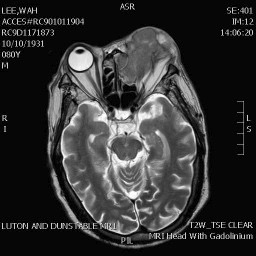 LEE,WAH
ACCES#RC901011904
RC9D1171873
10/10/1931
080Y
M
ASR
SE:401
IM:12
14:06:20
R
I
L
S
LUTON AND DUNSTABLE MRI
T2W_TSE CLEAR
MRI Head With Gadolinium
PIL